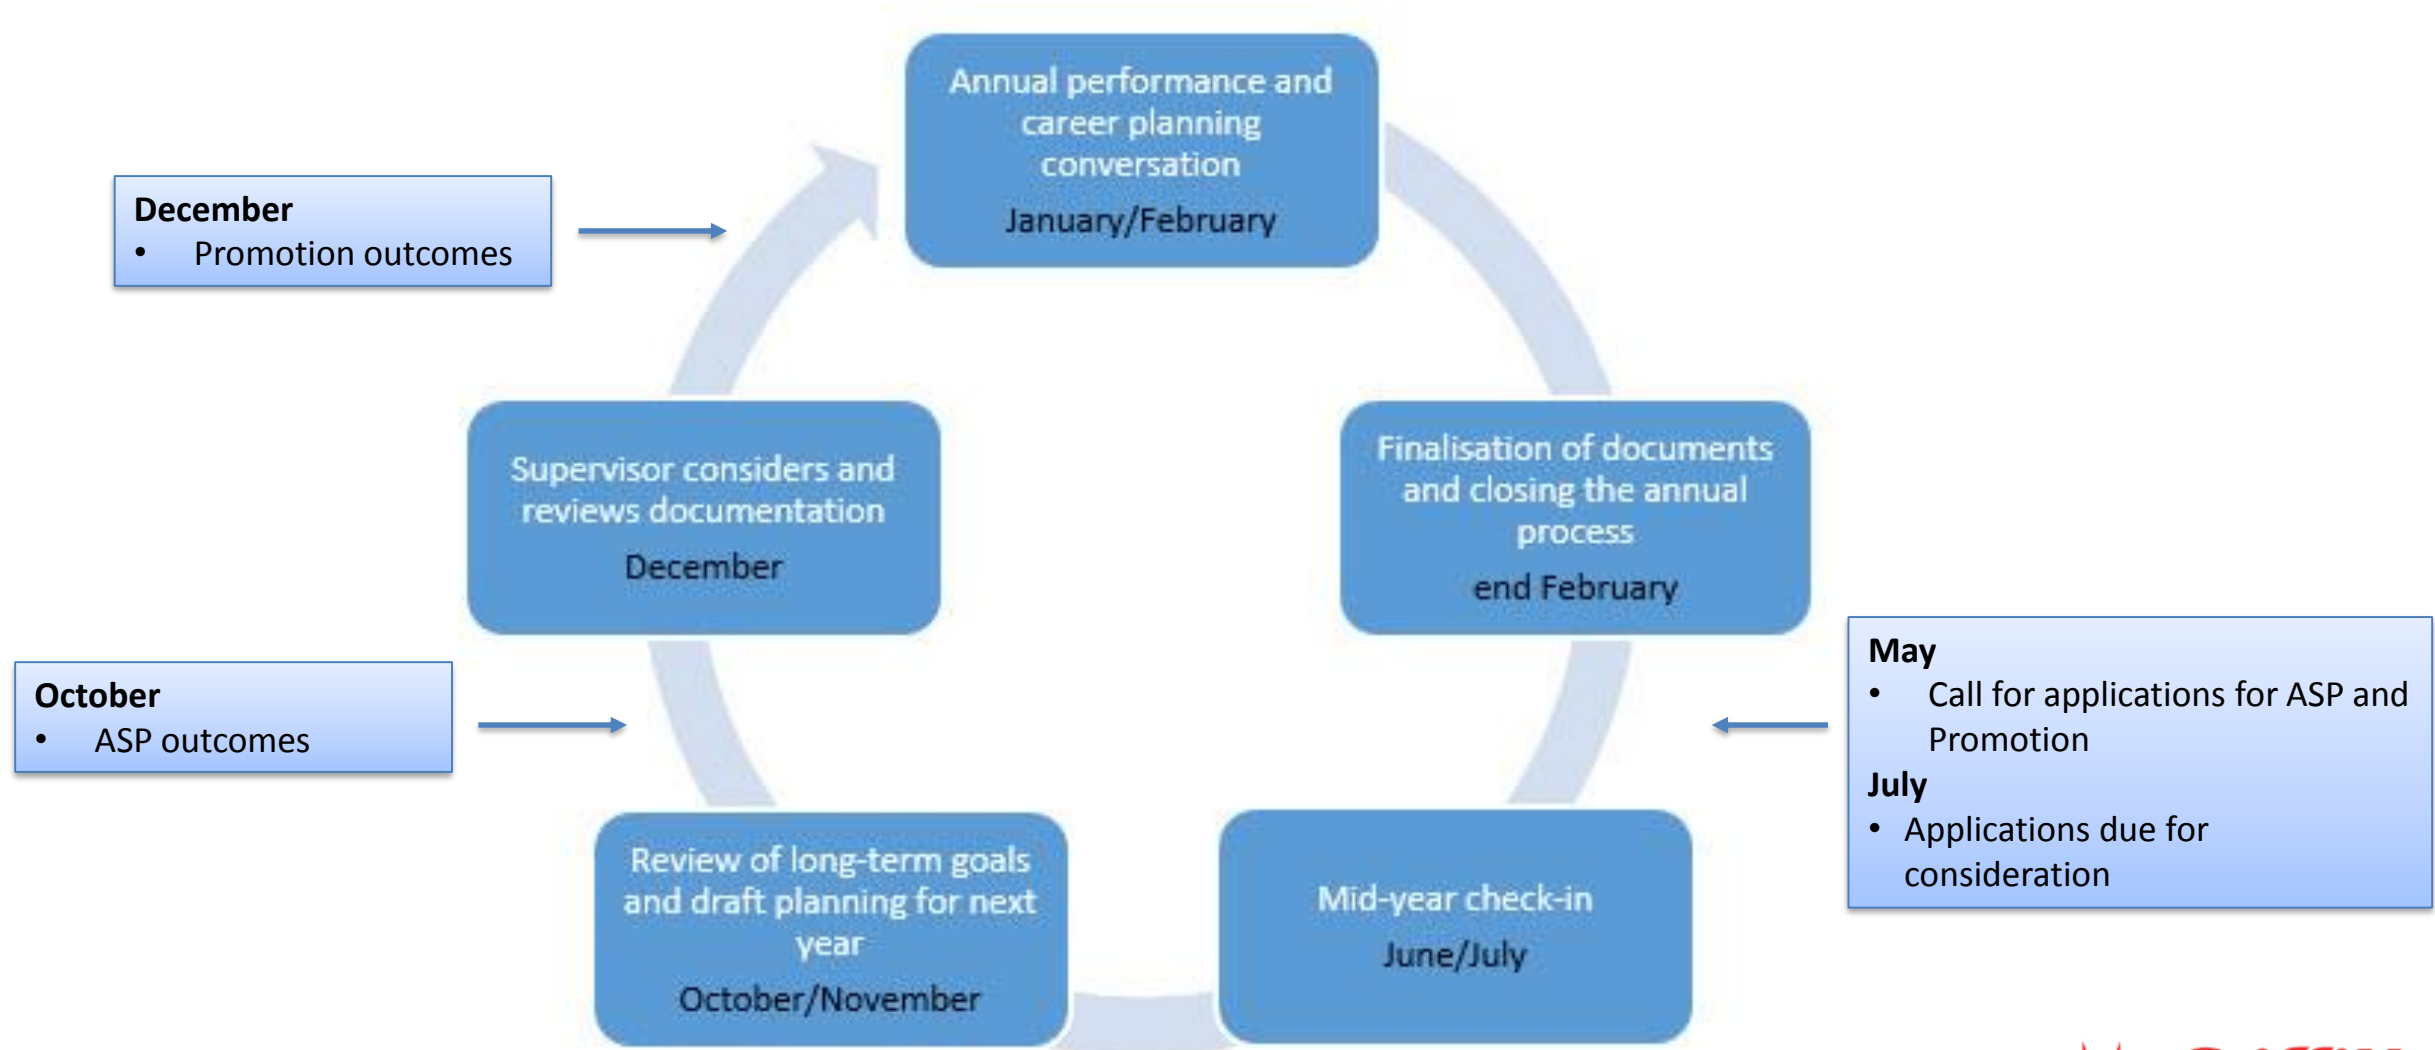 Annual performance and
career planning
conversation
January/February
December
• Promotion outcomes
Supervisor considers and
reviews documentation
December
Finalisation of documents
and closing the annual
process
end February
October
• ASP outcomes
May
• Call for applications for ASP and
Promotion
July
• Applications due for
consideration
Review of long-term goals
and draft planning for next
year
October/November
Mid-year check-in
June/July